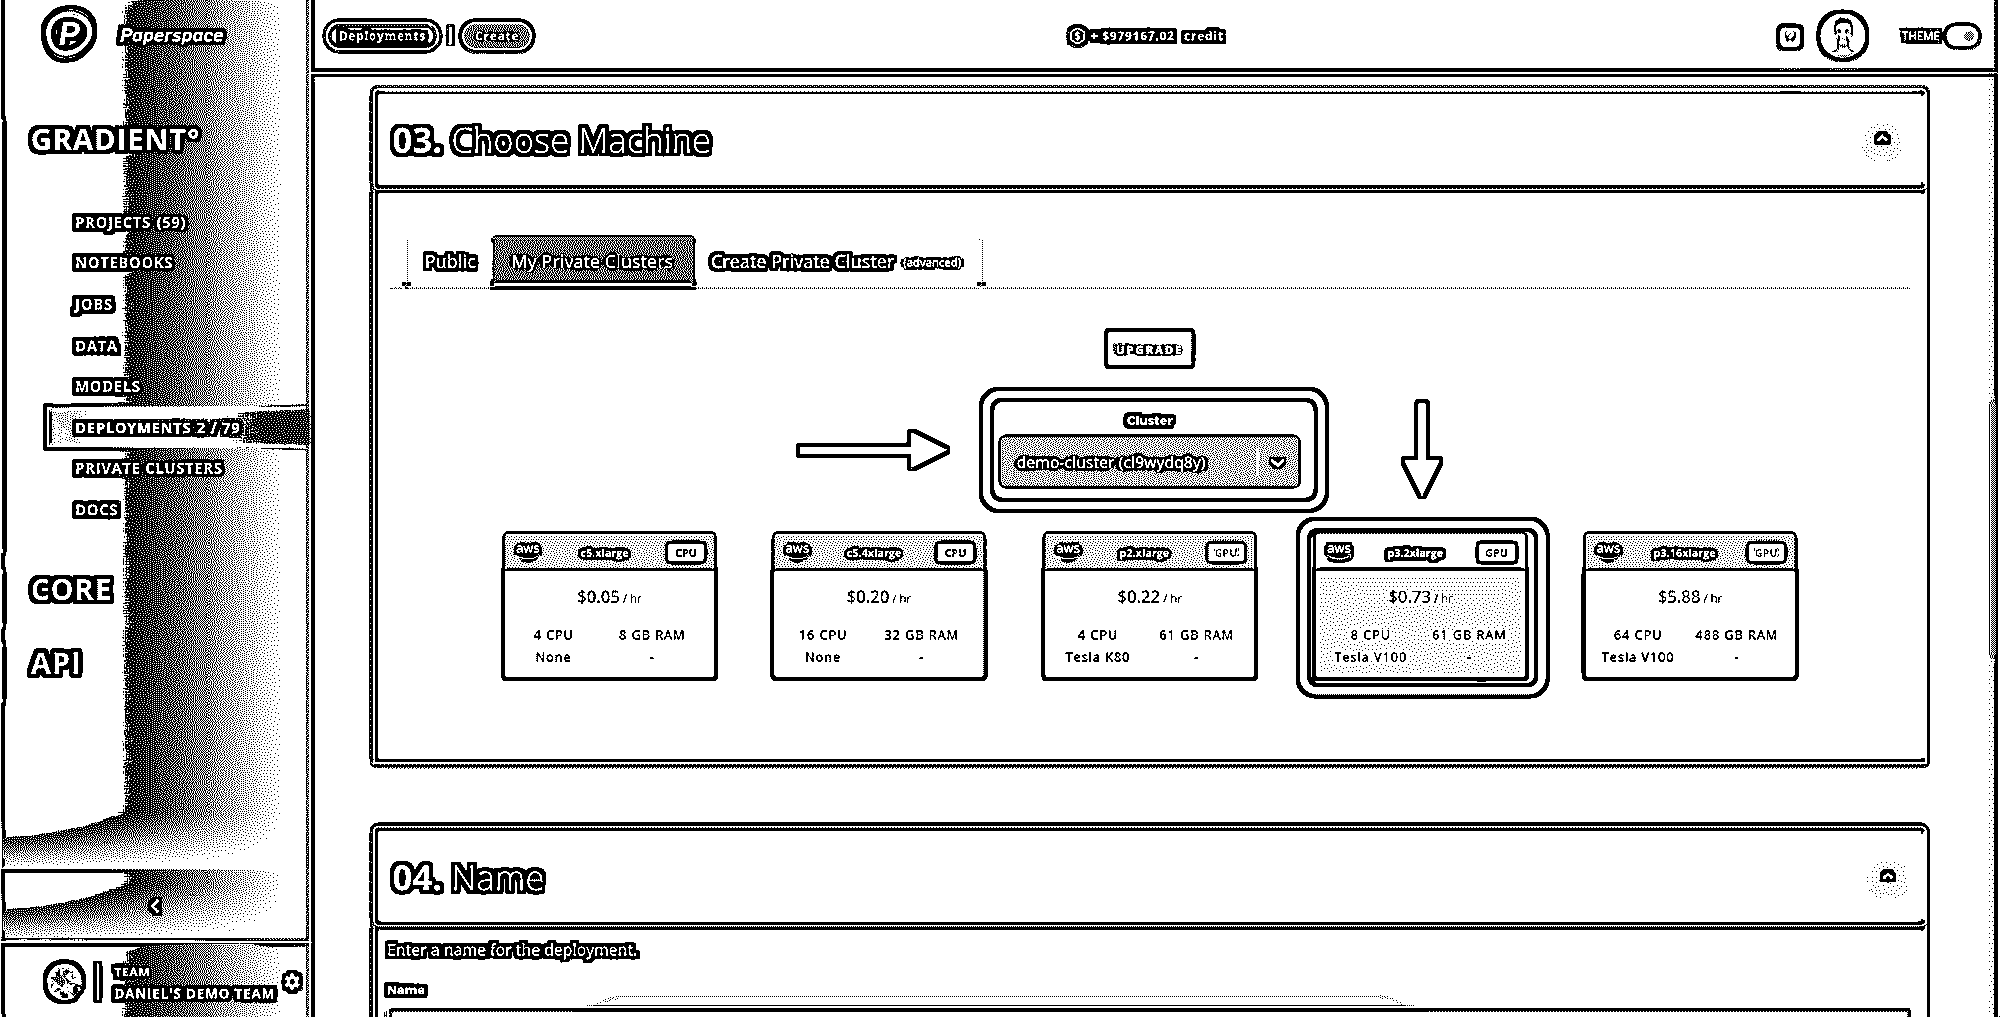 Paperspace
Deployments
Create
+ $979167.02 credit
THEME
GRADIENT°
PROJECTS (59)
NOTEBOOKS
JOBS
DATA
MODELS
DEPLOYMENTS 2 / 79
PRIVATE CLUSTERS
DOCS
CORE
API
TEAM
DANIEL'S DEMO TEAM
03. Choose Machine
Public
My Private Clusters
Create Private Cluster (advanced)
UPGRADE
Cluster
demo-cluster (cl9wydq8y)
aws c5.xlarge CPU
$0.05 / hr
4 CPU 8 GB RAM
None -
aws c5.4xlarge CPU
$0.20 / hr
16 CPU 32 GB RAM
None -
aws p2.xlarge GPU
$0.22 / hr
4 CPU 61 GB RAM
Tesla K80 -
aws p3.2xlarge GPU
$0.73 / hr
8 CPU 61 GB RAM
Tesla V100 -
aws p3.16xlarge GPU
$5.88 / hr
64 CPU 488 GB RAM
Tesla V100 -
04. Name
Enter a name for the deployment.
Name